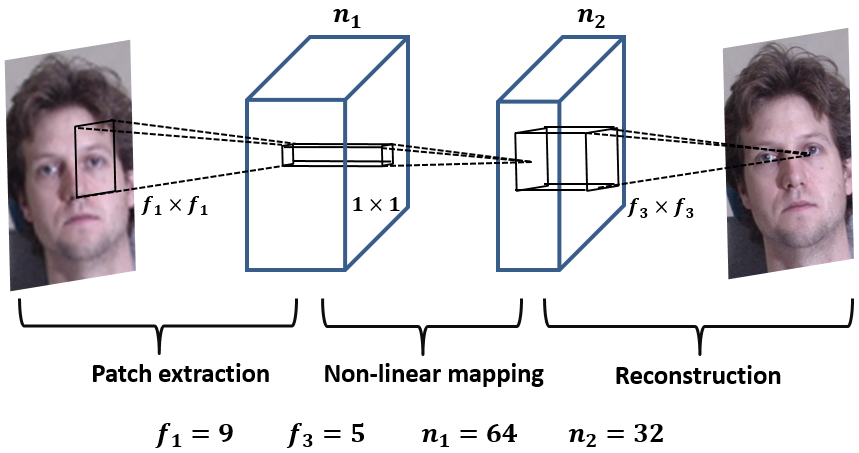 n₁ n₂
f₁ × f₁ 1 × 1 f₃ × f₃
Patch extraction Non-linear mapping Reconstruction
f₁ = 9 f₃ = 5 n₁ = 64 n₂ = 32